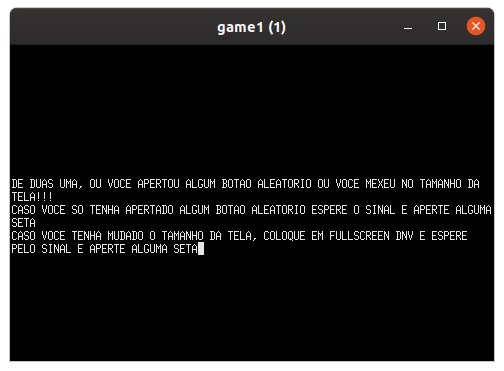 game1 (1)
DE DUAS UMA, OU VOCE APERTOU ALGUM BOTAO ALEATORIO OU VOCE MEXEU NO TAMANHO DA
TELA!!!
CASO VOCE SO TENHA APERTADO ALGUM BOTAO ALEATORIO ESPERE O SINAL E APERTE ALGUMA
SETA
CASO VOCE TENHA MUDADO O TAMANHO DA TELA, COLOQUE EM FULLSCREEN DNV E ESPERE
PELO SINAL E APERTE ALGUMA SETA